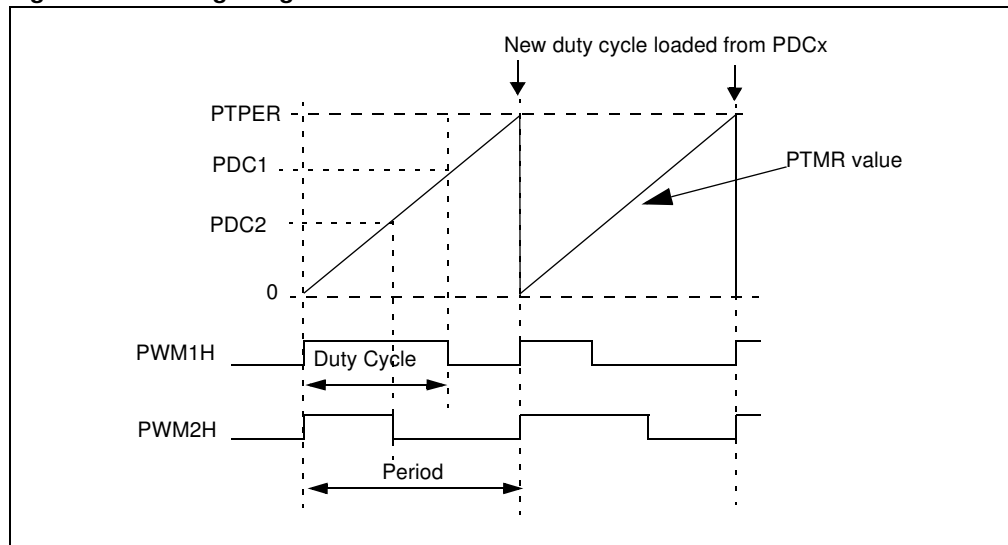 New duty cycle loaded from PDCx
PTPER
PDC1
PTMR value
PDC2
0
PWM1H
Duty Cycle
PWM2H
Period